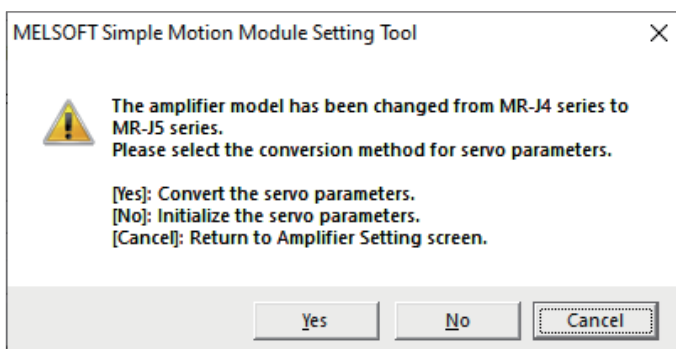 MELSOFT Simple Motion Module Setting Tool
The amplifier model has been changed from MR-J4 series to
MR-J5 series.
Please select the conversion method for servo parameters.
[Yes]: Convert the servo parameters.
[No]: Initialize the servo parameters.
[Cancel]: Return to Amplifier Setting screen.
Yes
No
Cancel